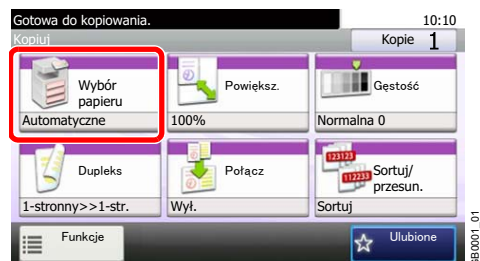 Gotowa do kopiowania.
10:10
Kopiuj
Kopie 1
Wybór
papieru
Automatyczne
Powiększ.
100%
Gęstość
Normalna 0
Dupleks
1-stronny>>1-str.
Połącz
Wył.
123123
112233
Sortuj/
przesun.
Sortuj
Funkcje
Ulubione
GB0001_01